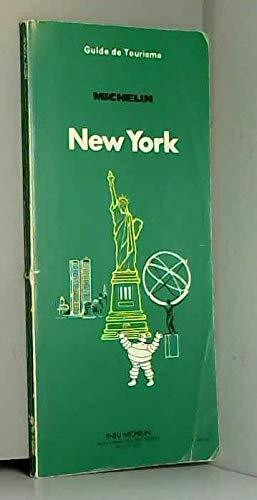 Guide de Tourisme
MICHELIN
New York
PNEU MICHELIN